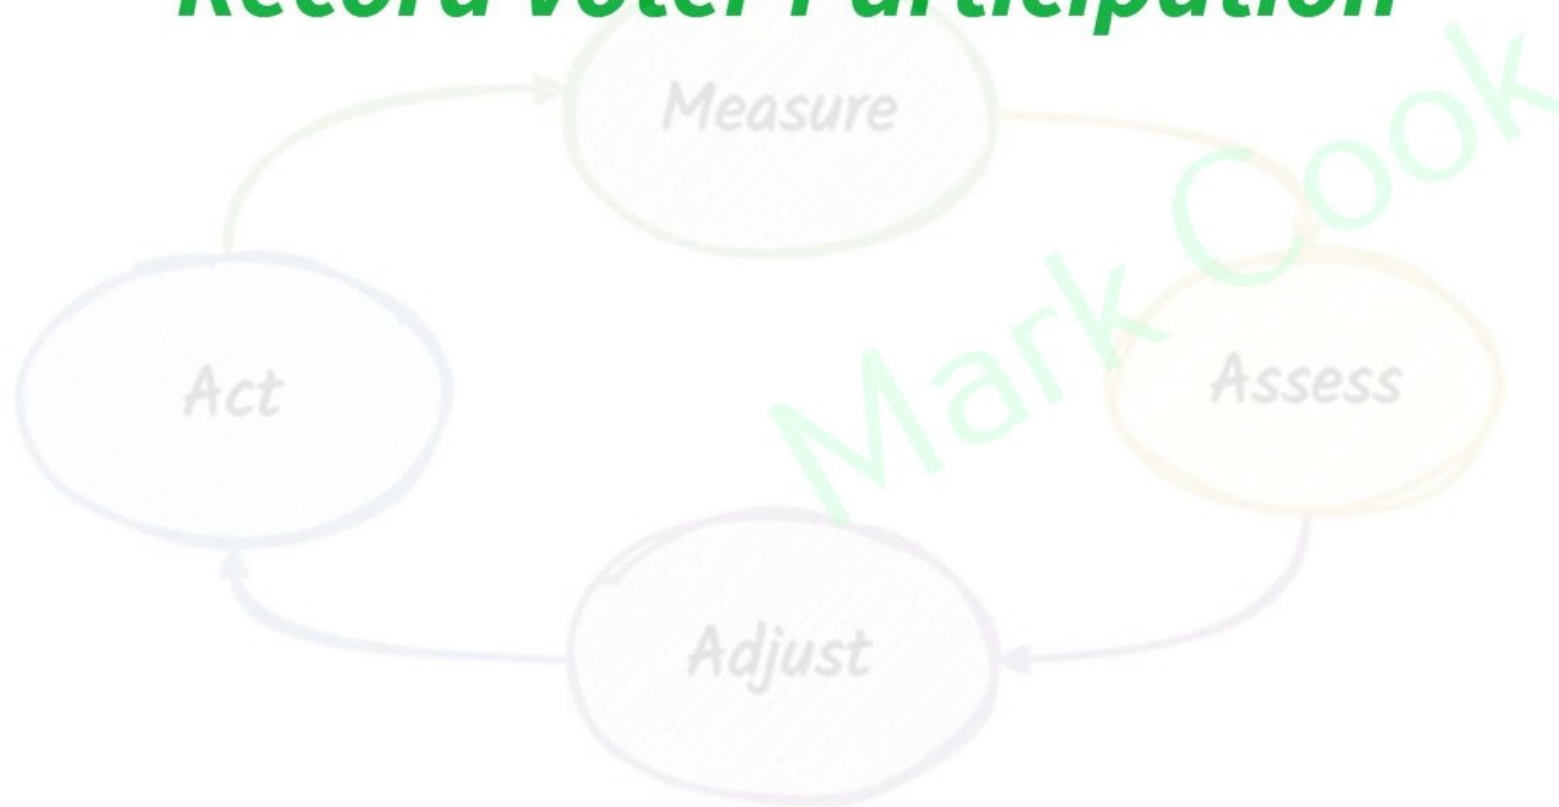 Record Voter Participation
Measure
Mark Cook
Act
Assess
Adjust